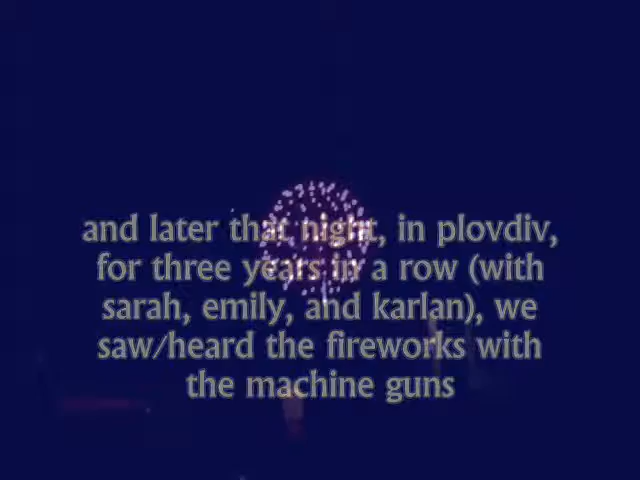 and later that night, in plovdiv,
for three years in a row (with
sarah, emily, and karlan), we
saw/heard the fireworks with
the machine guns